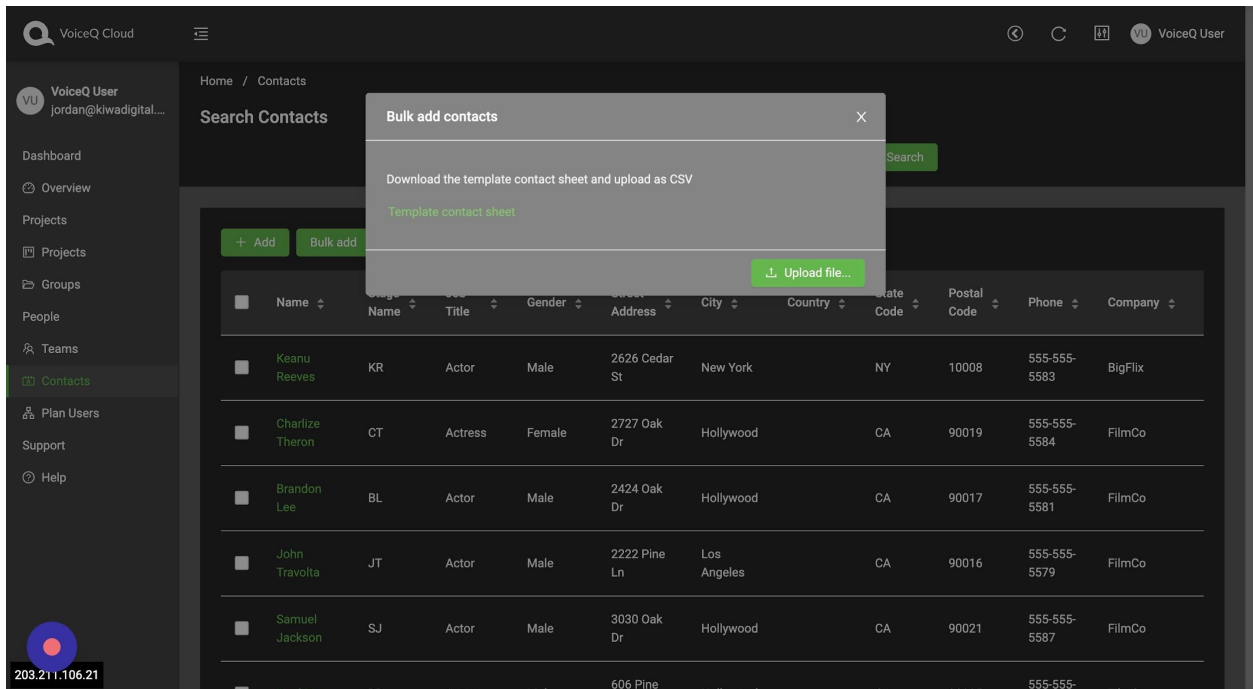 VoiceQ Cloud
VU VoiceQ User
VU
VoiceQ User
jordan@kiwadigital....
Dashboard
Overview
Projects
Projects
Groups
People
Teams
Contacts
Plan Users
Support
Help
203.211.106.21
Home / Contacts
Search Contacts
Search
Bulk add contacts X
Download the template contact sheet and upload as CSV
Template contact sheet
Upload file...
+ Add Bulk add
Name Stage Name Job Title Gender Street Address City Country State Code Postal Code Phone Company
Keanu Reeves KR Actor Male 2626 Cedar St New York NY 10008 555-555-5583 BigFlix
Charlize Theron CT Actress Female 2727 Oak Dr Hollywood CA 90019 555-555-5584 FilmCo
Brandon Lee BL Actor Male 2424 Oak Dr Hollywood CA 90017 555-555-5581 FilmCo
John Travolta JT Actor Male 2222 Pine Ln Los Angeles CA 90016 555-555-5579 FilmCo
Samuel Jackson SJ Actor Male 3030 Oak Dr Hollywood CA 90021 555-555-5587 FilmCo
606 Pine 555-555-